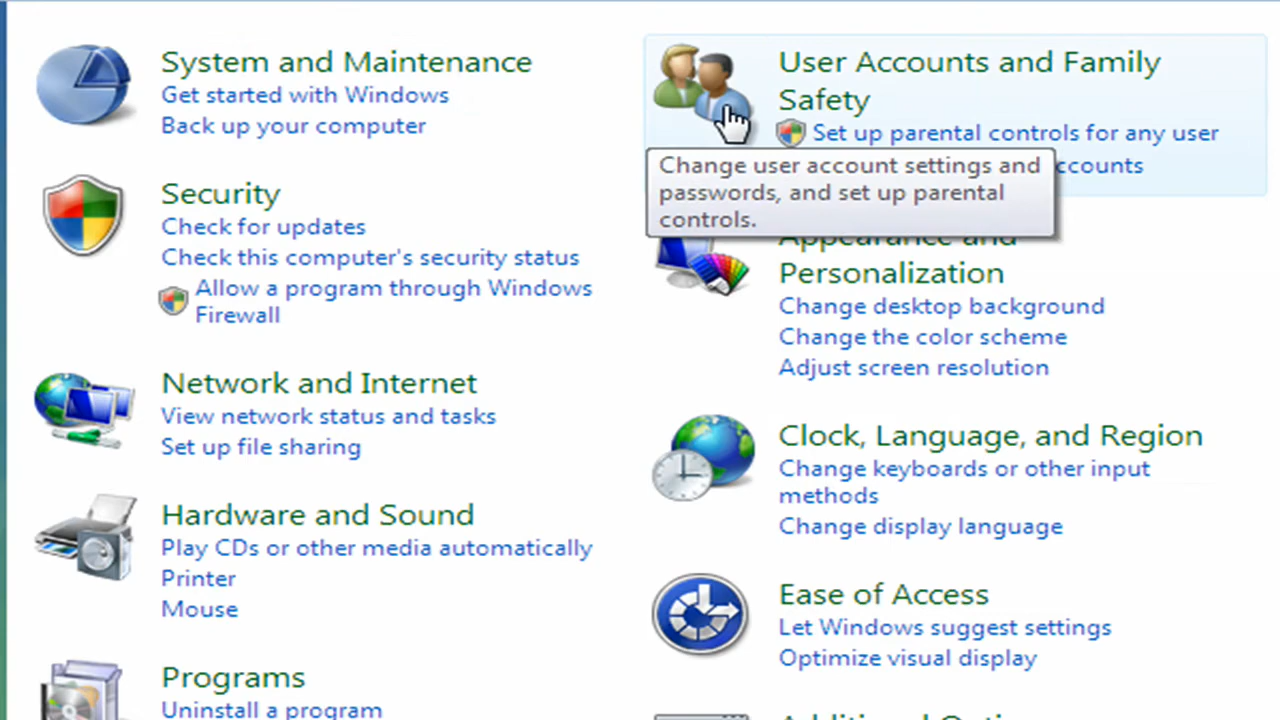 System and Maintenance
Get started with Windows
Back up your computer
Security
Check for updates
Check this computer's security status
Allow a program through Windows
Firewall
Network and Internet
View network status and tasks
Set up file sharing
Hardware and Sound
Play CDs or other media automatically
Printer
Mouse
Programs
Uninstall a program
User Accounts and Family
Safety
Set up parental controls for any user
ccounts
Change user account settings and
passwords, and set up parental
controls.
Appearance and
Personalization
Change desktop background
Change the color scheme
Adjust screen resolution
Clock, Language, and Region
Change keyboards or other input
methods
Change display language
Ease of Access
Let Windows suggest settings
Optimize visual display